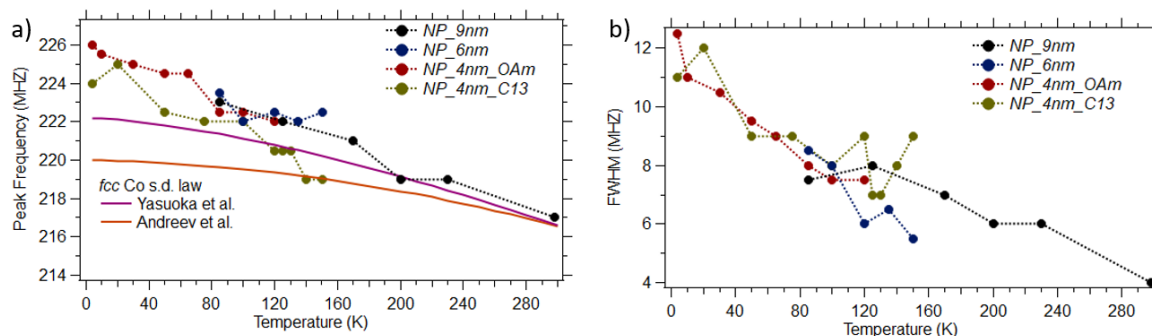 a)
Peak Frequency (MHZ)
226
224
222
220
218
216
214
NP_9nm
NP_6nm
NP_4nm_OAm
NP_4nm_C13
fcc Co s.d. law
Yasuoka et al.
Andreev et al.
0 40 80 120 160 200 240 280
Temperature (K)
b)
FWHM (MHZ)
12
10
8
6
4
NP_9nm
NP_6nm
NP_4nm_OAm
NP_4nm_C13
0 40 80 120 160 200 240 280
Temperature (K)